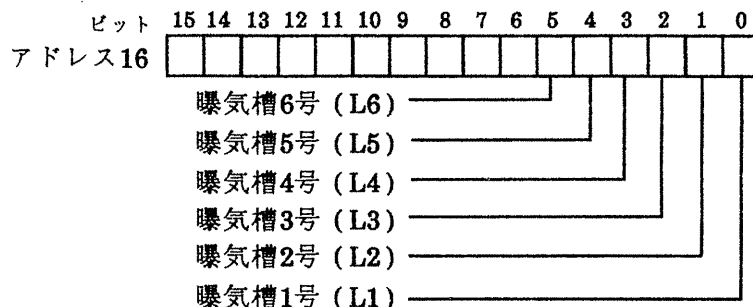 ビット 15 14 13 12 11 10 9 8 7 6 5 4 3 2 1 0
アドレス16
曝気槽6号 (L6)
曝気槽5号 (L5)
曝気槽4号 (L4)
曝気槽3号 (L3)
曝気槽2号 (L2)
曝気槽1号 (L1)